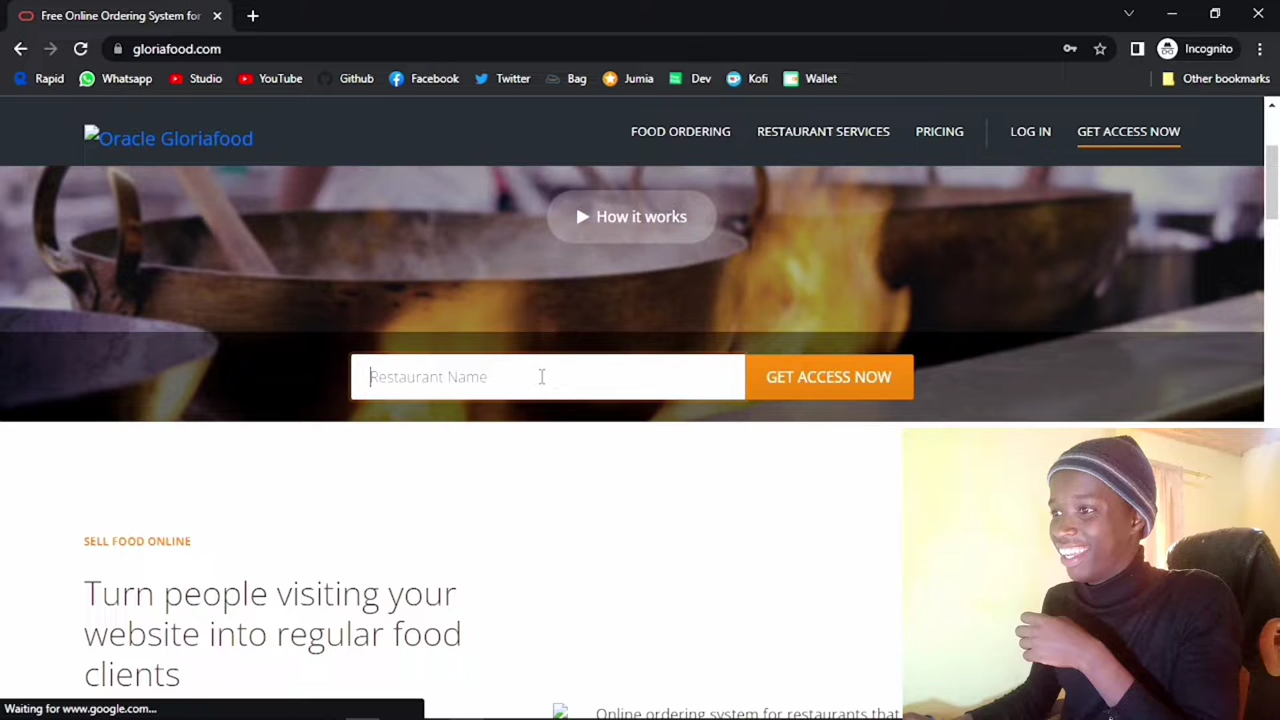 Free Online Ordering System for
gloriafood.com
Incognito
Rapid
Whatsapp
Studio
YouTube
Github
Facebook
Twitter
Bag
Jumia
Dev
Kofi
Wallet
Other bookmarks
Oracle Gloriafood
FOOD ORDERING
RESTAURANT SERVICES
PRICING
LOG IN
GET ACCESS NOW
How it works
Restaurant Name
GET ACCESS NOW
SELL FOOD ONLINE
Turn people visiting your
website into regular food
clients
Online ordering system for restaurants that
Waiting for www.google.com...